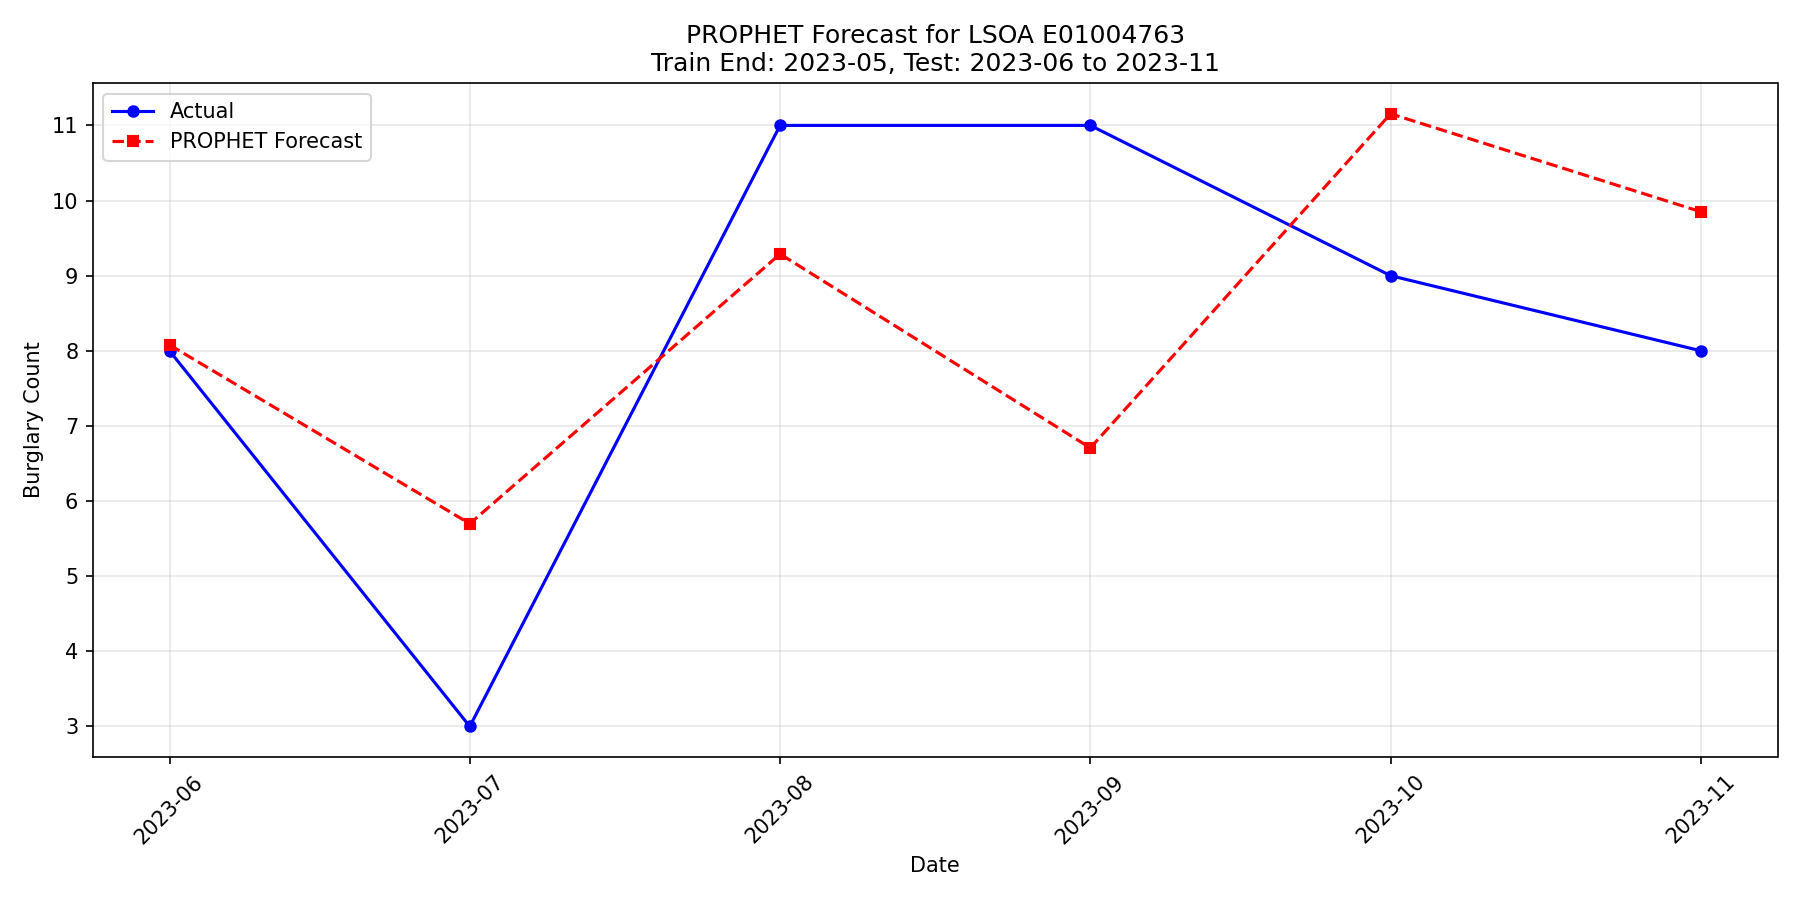 PROPHET Forecast for LSOA E01004763
Train End: 2023-05, Test: 2023-06 to 2023-11
Actual
PROPHET Forecast
Burglary Count
11
10
9
8
7
6
5
4
3
2023-06
2023-07
2023-08
2023-09
2023-10
2023-11
Date